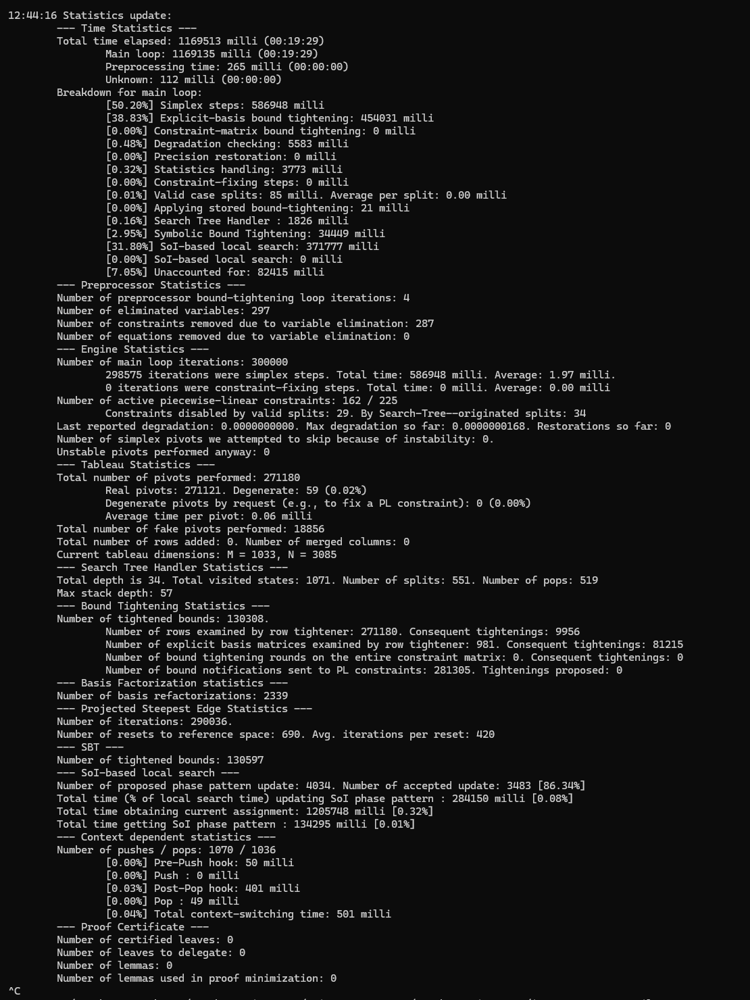 12:44:16 Statistics update:
--- Time Statistics ---
Total time elapsed: 1169513 milli (00:19:29)
Main loop: 1169135 milli (00:19:29)
Preprocessing time: 265 milli (00:00:00)
Unknown: 112 milli (00:00:00)
Breakdown for main loop:
[50.20%] Simplex steps: 586948 milli
[38.83%] Explicit-basis bound tightening: 454031 milli
[0.00%] Constraint-matrix bound tightening: 0 milli
[0.48%] Degradation checking: 5583 milli
[0.00%] Precision restoration: 0 milli
[0.32%] Statistics handling: 3773 milli
[0.00%] Constraint-fixing steps: 0 milli
[0.01%] Valid case splits: 85 milli. Average per split: 0.00 milli
[0.00%] Applying stored bound-tightening: 21 milli
[0.16%] Search Tree Handler : 1826 milli
[2.95%] Symbolic Bound Tightening: 34449 milli
[31.80%] SoI-based local search: 371777 milli
[0.00%] SoI-based local search: 0 milli
[7.05%] Unaccounted for: 82415 milli
--- Preprocessor Statistics ---
Number of preprocessor bound-tightening loop iterations: 4
Number of eliminated variables: 297
Number of constraints removed due to variable elimination: 287
Number of equations removed due to variable elimination: 0
--- Engine Statistics ---
Number of main loop iterations: 300000
298575 iterations were simplex steps. Total time: 586948 milli. Average: 1.97 milli.
0 iterations were constraint-fixing steps. Total time: 0 milli. Average: 0.00 milli
Number of active piecewise-linear constraints: 162 / 225
Constraints disabled by valid splits: 29. By Search-Tree--originated splits: 34
Last reported degradation: 0.0000000000. Max degradation so far: 0.0000000168. Restorations so far: 0
Number of simplex pivots we attempted to skip because of instability: 0.
Unstable pivots performed anyway: 0
--- Tableau Statistics ---
Total number of pivots performed: 271180
Real pivots: 271121. Degenerate: 59 (0.02%)
Degenerate pivots by request (e.g., to fix a PL constraint): 0 (0.00%)
Average time per pivot: 0.06 milli
Total number of fake pivots performed: 18856
Total number of rows added: 0. Number of merged columns: 0
Current tableau dimensions: M = 1033, N = 3085
--- Search Tree Handler Statistics ---
Total depth is 34. Total visited states: 1071. Number of splits: 551. Number of pops: 519
Max stack depth: 57
--- Bound Tightening Statistics ---
Number of tightened bounds: 130308.
Number of rows examined by row tightener: 271180. Consequent tightenings: 9956
Number of explicit basis matrices examined by row tightener: 981. Consequent tightenings: 81215
Number of bound tightening rounds on the entire constraint matrix: 0. Consequent tightenings: 0
Number of bound notifications sent to PL constraints: 281305. Tightenings proposed: 0
--- Basis Factorization statistics ---
Number of basis refactorizations: 2339
--- Projected Steepest Edge Statistics ---
Number of iterations: 290036.
Number of resets to reference space: 690. Avg. iterations per reset: 420
--- SBT ---
Number of tightened bounds: 130597
--- SoI-based local search ---
Number of proposed phase pattern update: 4034. Number of accepted update: 3483 [86.34%]
Total time (% of local search time) updating SoI phase pattern : 284150 milli [0.08%]
Total time obtaining current assignment: 1205748 milli [0.32%]
Total time getting SoI phase pattern : 134295 milli [0.01%]
--- Context dependent statistics ---
Number of pushes / pops: 1070 / 1036
[0.00%] Pre-Push hook: 50 milli
[0.00%] Push : 0 milli
[0.03%] Post-Pop hook: 401 milli
[0.00%] Pop : 49 milli
[0.04%] Total context-switching time: 501 milli
--- Proof Certificate ---
Number of certified leaves: 0
Number of leaves to delegate: 0
Number of lemmas: 0
Number of lemmas used in proof minimization: 0
^C